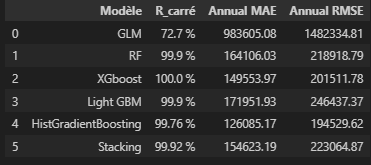 Modèle R_carré Annual MAE Annual RMSE
0 GLM 72.7 % 983605.08 1482334.81
1 RF 99.9 % 164106.03 218918.79
2 XGboost 100.0 % 149553.97 201511.78
3 Light GBM 99.9 % 171951.93 246437.37
4 HistGradientBoosting 99.76 % 126085.17 194529.62
5 Stacking 99.92 % 154623.19 223064.87